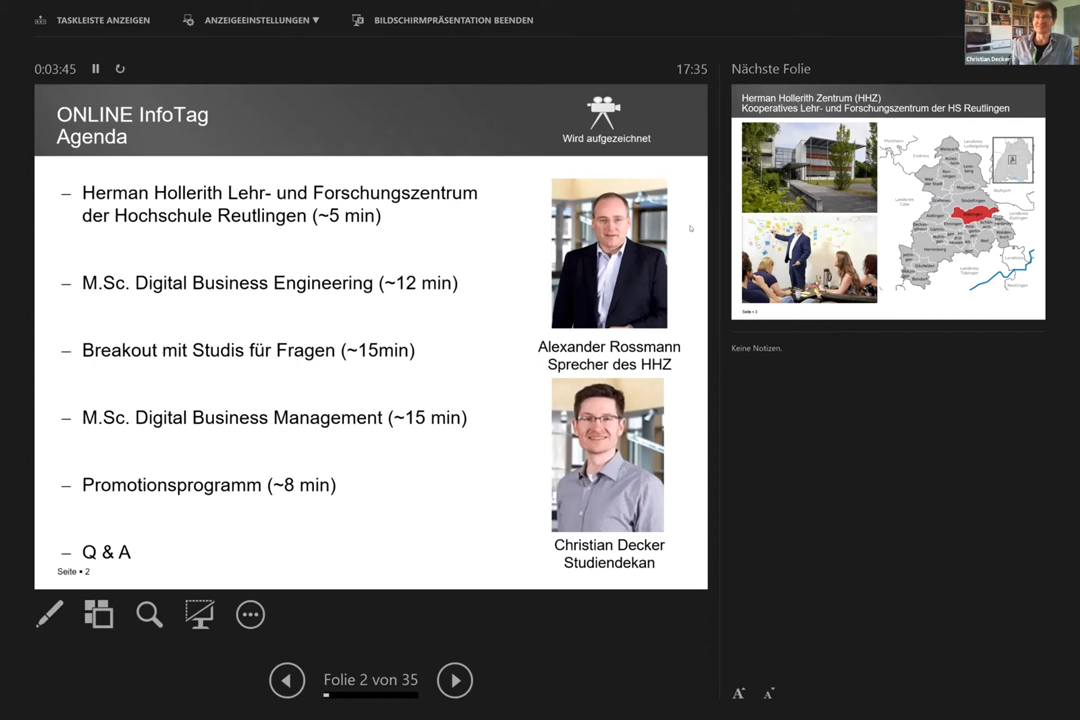 TASKLEISTE ANZEIGEN
ANZEIGEEINSTELLUNGEN ▼
BILDSCHIRMPRÄSENTATION BEENDEN
Christian Decker
0:03:45
17:35
Nächste Folie
ONLINE InfoTag
Agenda
Wird aufgezeichnet
– Herman Hollerith Lehr- und Forschungszentrum
der Hochschule Reutlingen (~5 min)
– M.Sc. Digital Business Engineering (~12 min)
– Breakout mit Studis für Fragen (~15min)
– M.Sc. Digital Business Management (~15 min)
– Promotionsprogramm (~8 min)
– Q & A
Seite ▪ 2
Alexander Rossmann
Sprecher des HHZ
Christian Decker
Studiendekan
Herman Hollerith Zentrum (HHZ)
Kooperatives Lehr- und Forschungszentrum der HS Reutlingen
Seite ▪ 3
Keine Notizen.
Folie 2 von 35